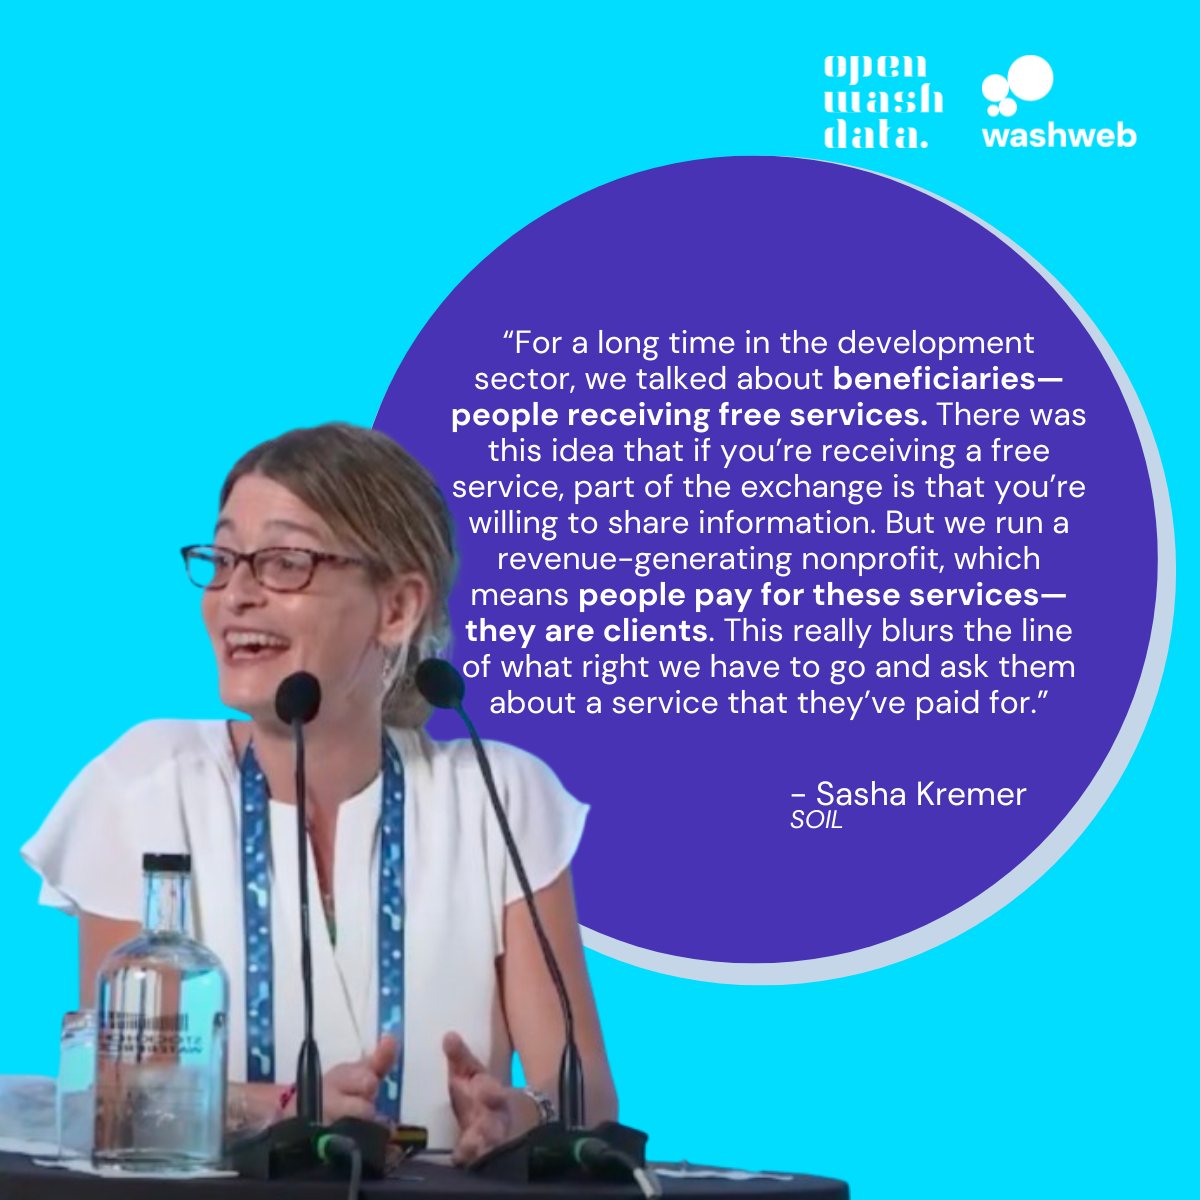 open
wash
data.
washweb
“For a long time in the development
sector, we talked about beneficiaries—
people receiving free services. There was
this idea that if you’re receiving a free
service, part of the exchange is that you’re
willing to share information. But we run a
revenue-generating nonprofit, which
means people pay for these services—
they are clients. This really blurs the line
of what right we have to go and ask them
about a service that they’ve paid for.”
- Sasha Kremer
SOIL